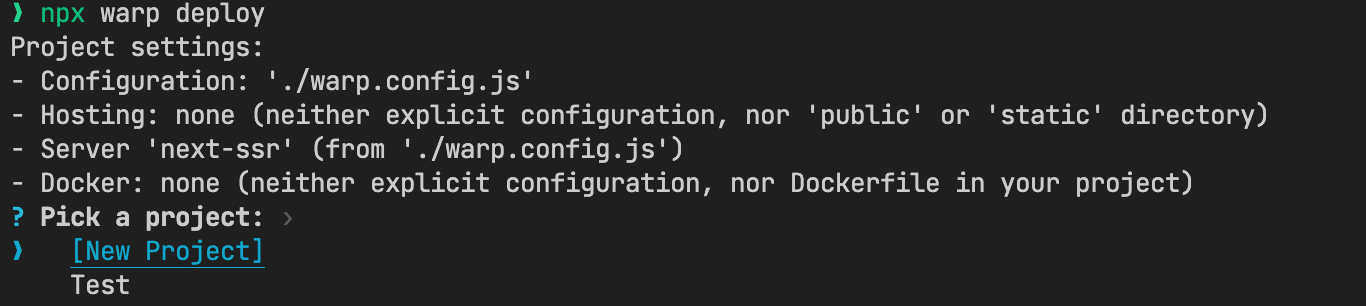 ❯ npx warp deploy
Project settings:
- Configuration: './warp.config.js'
- Hosting: none (neither explicit configuration, nor 'public' or 'static' directory)
- Server 'next-ssr' (from './warp.config.js')
- Docker: none (neither explicit configuration, nor Dockerfile in your project)
? Pick a project: ›
❯ [New Project]
Test